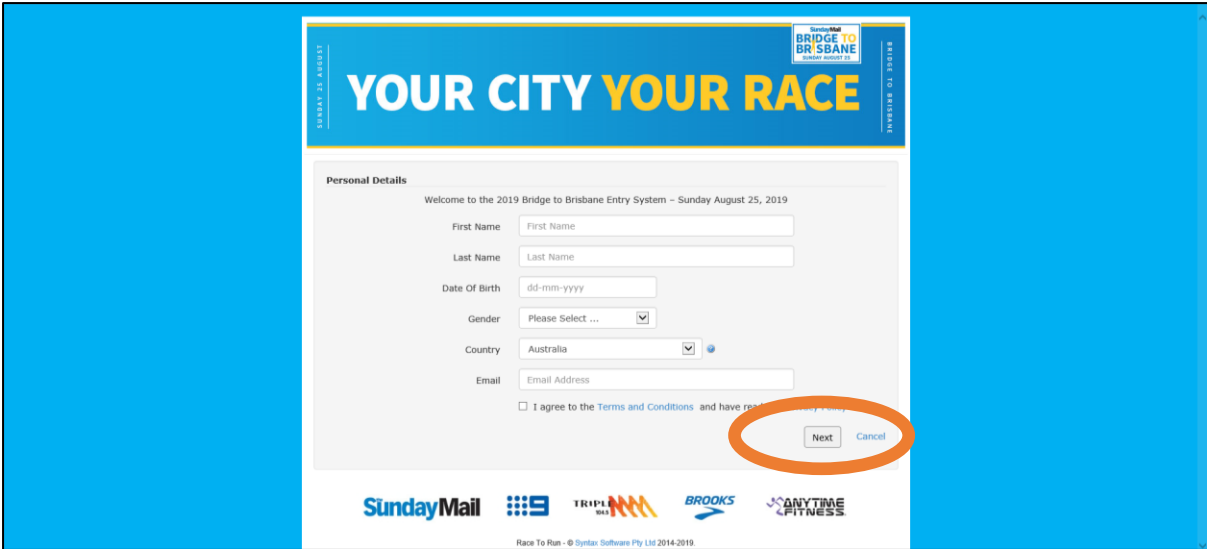 SundayMail
BRIDGE TO
BRISBANE
SUNDAY AUGUST 25
SUNDAY 25 AUGUST
YOUR CITY YOUR RACE
BRIDGE TO BRISBANE
Personal Details
Welcome to the 2019 Bridge to Brisbane Entry System – Sunday August 25, 2019
First Name First Name
Last Name Last Name
Date Of Birth dd-mm-yyyy
Gender Please Select ...
Country Australia
Email Email Address
I agree to the Terms and Conditions and have read
Next Cancel
The Sunday Mail 9 TRIPLE M 104.5 BROOKS ANYTIME FITNESS
Race To Run - © Syntax Software Pty Ltd 2014-2019.